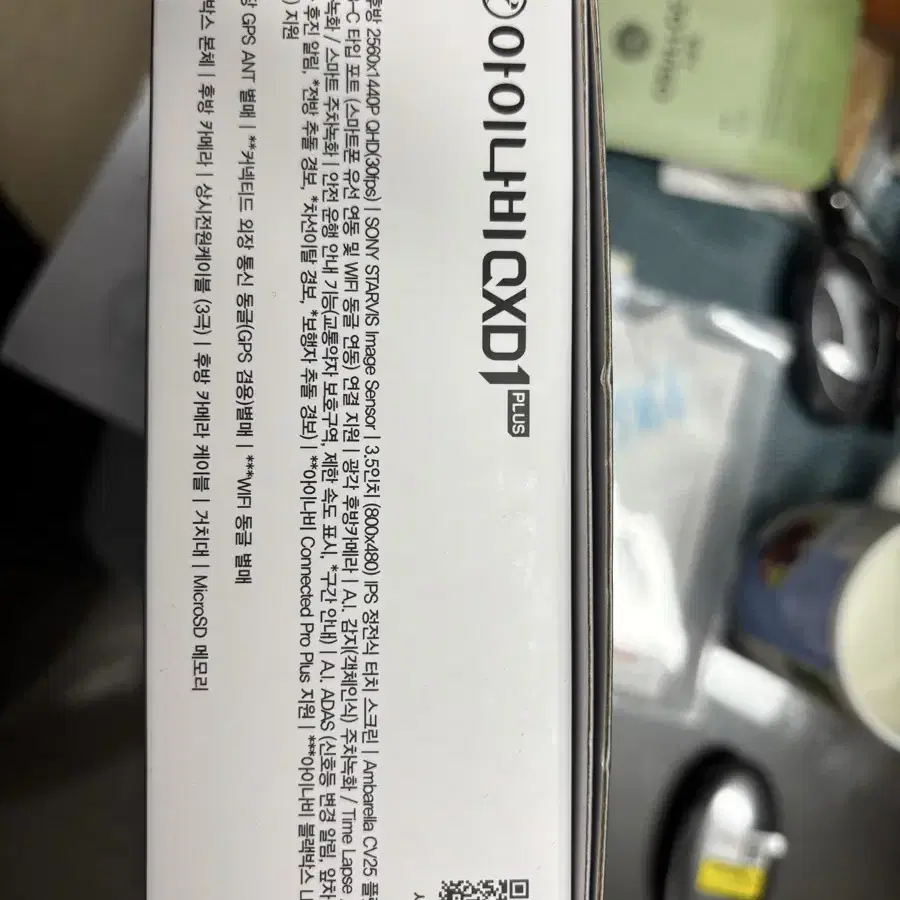 아이나비 QXD1 PLUS
후방 2560x1440P QHD(30fps) | SONY STARVIS Image Sensor | 3.5인치 (800x480) IPS 정전식 터치 스크린 | Ambarella CV25
-C 타입 포트 (스마트폰 유선 연동 및 WIFI 동글 연동) 연결 지원 | 광각 후방카메라 | A.I. 감지(객체인식) 주차녹화 / Time Lapse
녹화 / 스마트 주차녹화 | 안전 운행 안내 기능(교통약자 보호구역, 제한 속도 표시, *구간 안내) | A.I. ADAS (신호등 변경 알림, 앞차
후진 알림, *전방 추돌 경보, *차선이탈 경보, *보행자 추돌 경보) | **아이나비 Connected Pro Plus 지원 | ***아이나비 블랙박스
) 지원
GPS ANT 별매 | **커넥티드 외장 통신 동글(GPS 겸용)별매 | ***WIFI 동글 별매
박스 본체 | 후방 카메라 | 상시전원케이블 (3극) | 후방 카메라 케이블 | 거치대 | MicroSD 메모리